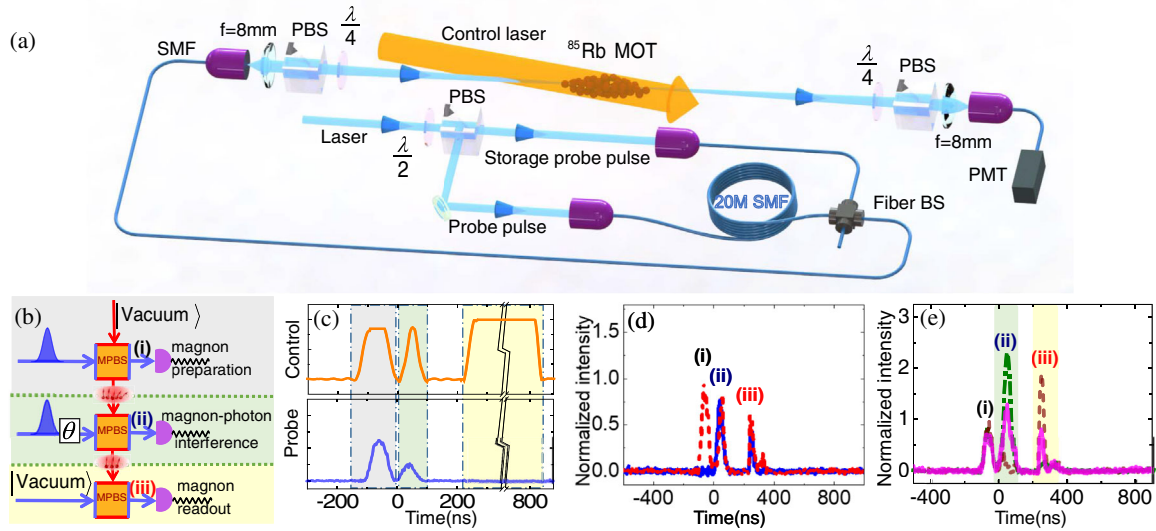 (a)
SMF
f=8mm
PBS
λ/4
Control laser
⁸⁵Rb MOT
λ/4
PBS
f=8mm
PMT
Laser
λ/2
PBS
Storage probe pulse
Probe pulse
20M SMF
Fiber BS
(b)
|Vacuum⟩
MPBS
(i)
magnon
preparation
θ
MPBS
(ii)
magnon-photon
interference
|Vacuum⟩
MPBS
(iii)
magnon
readout
(c)
Control
Probe
-200 0 200 800
Time(ns)
(d)
Normalized intensity
1.5
1.0
0.5
0.0
(i)
(ii)
(iii)
-400 0 400 800
Time(ns)
(e)
Normalized intensity
3
2
1
0
(i)
(ii)
(iii)
-400 0 400 800
Time(ns)